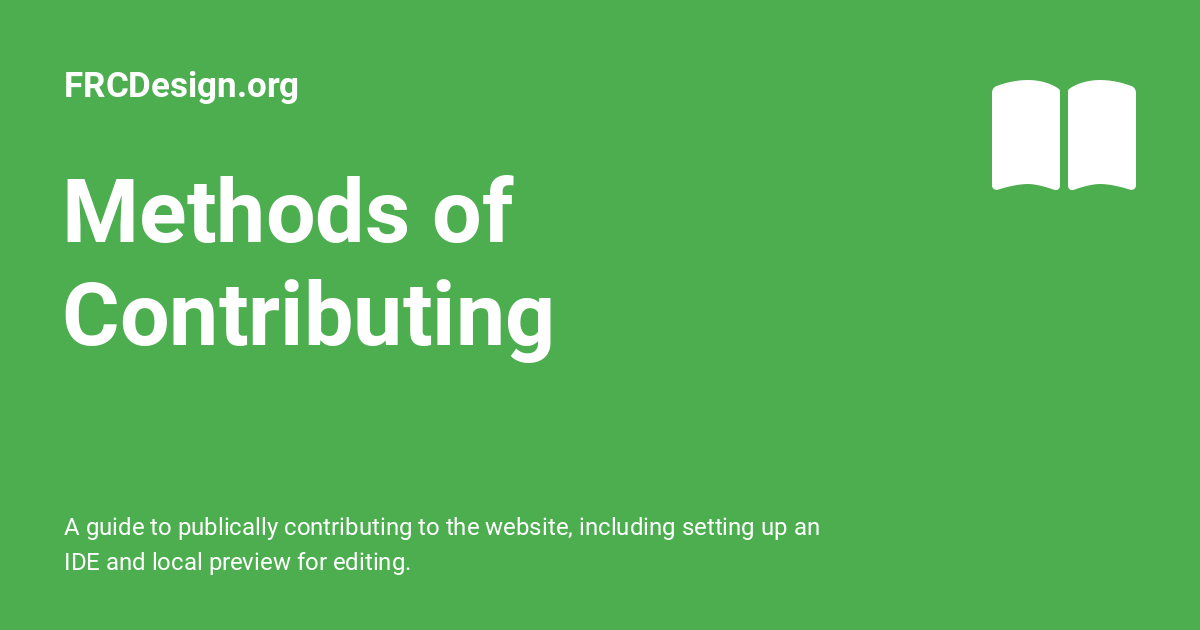 FRCDesign.org
Methods of
Contributing
A guide to publically contributing to the website, including setting up an
IDE and local preview for editing.